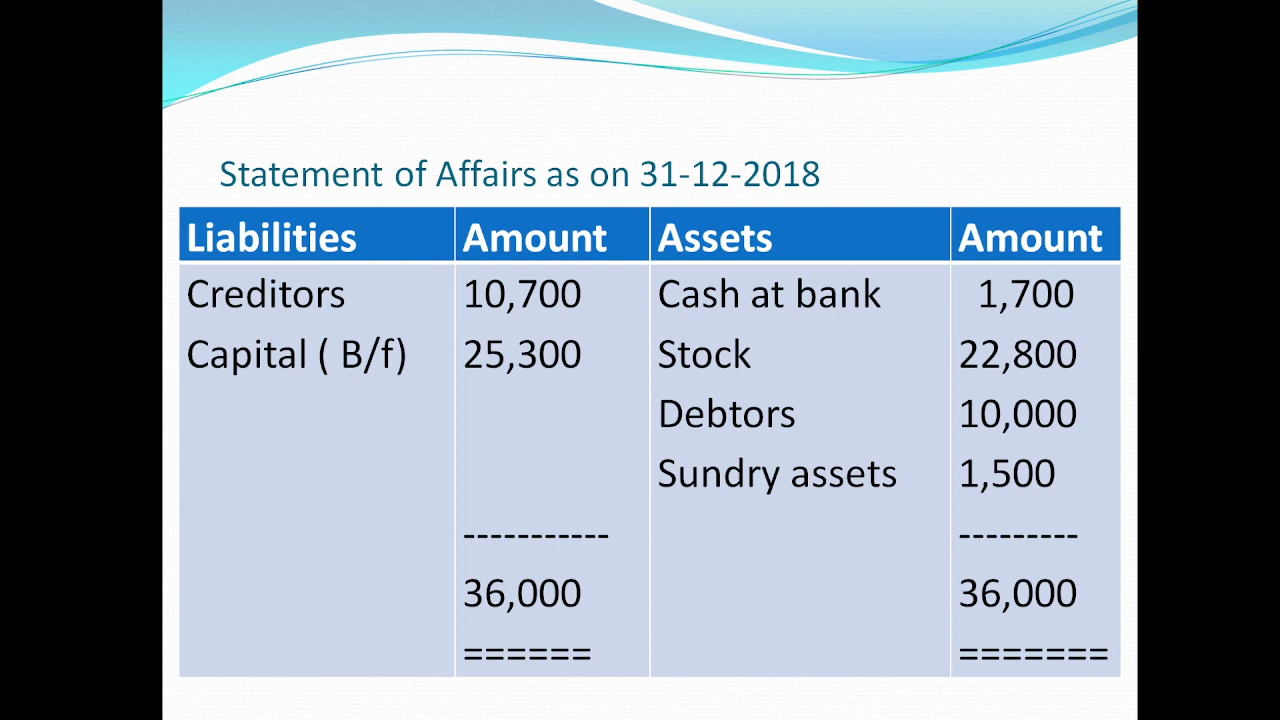 Statement of Affairs as on 31-12-2018
Liabilities Amount Assets Amount
Creditors 10,700 Cash at bank 1,700
Capital ( B/f) 25,300 Stock 22,800
Debtors 10,000
Sundry assets 1,500
----------- ---------
36,000 36,000
====== =======